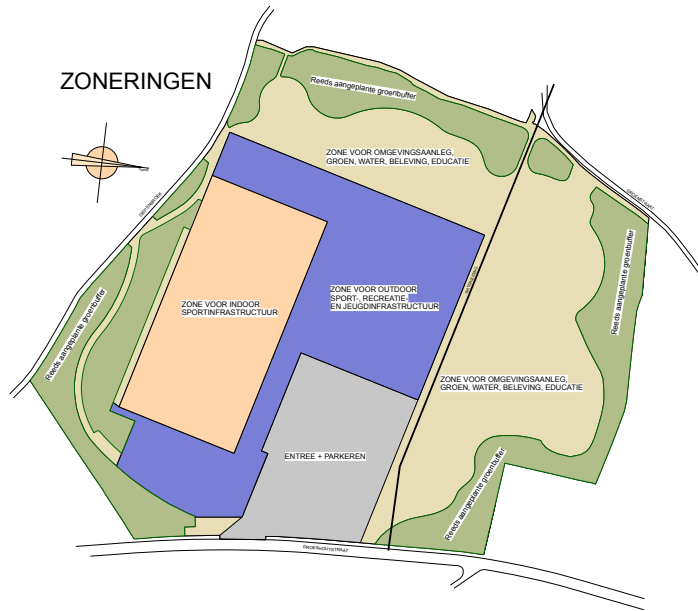 ZONERINGEN
Reeds aangeplante groenbuffer
ZONE VOOR OMGEVINGSAANLEG,
GROEN, WATER, BELEVING, EDUCATIE
ZONE VOOR INDOOR
SPORTINFRASTRUCTUUR
ZONE VOOR OUTDOOR
SPORT-, RECREATIE-
EN JEUGDINFRASTRUCTUUR
Reeds aangeplante groenbuffer
Reeds aangeplante groenbuffer
ZONE VOOR OMGEVINGSAANLEG,
GROEN, WATER, BELEVING, EDUCATIE
ENTREE + PARKEREN
Reeds aangeplante groenbuffer